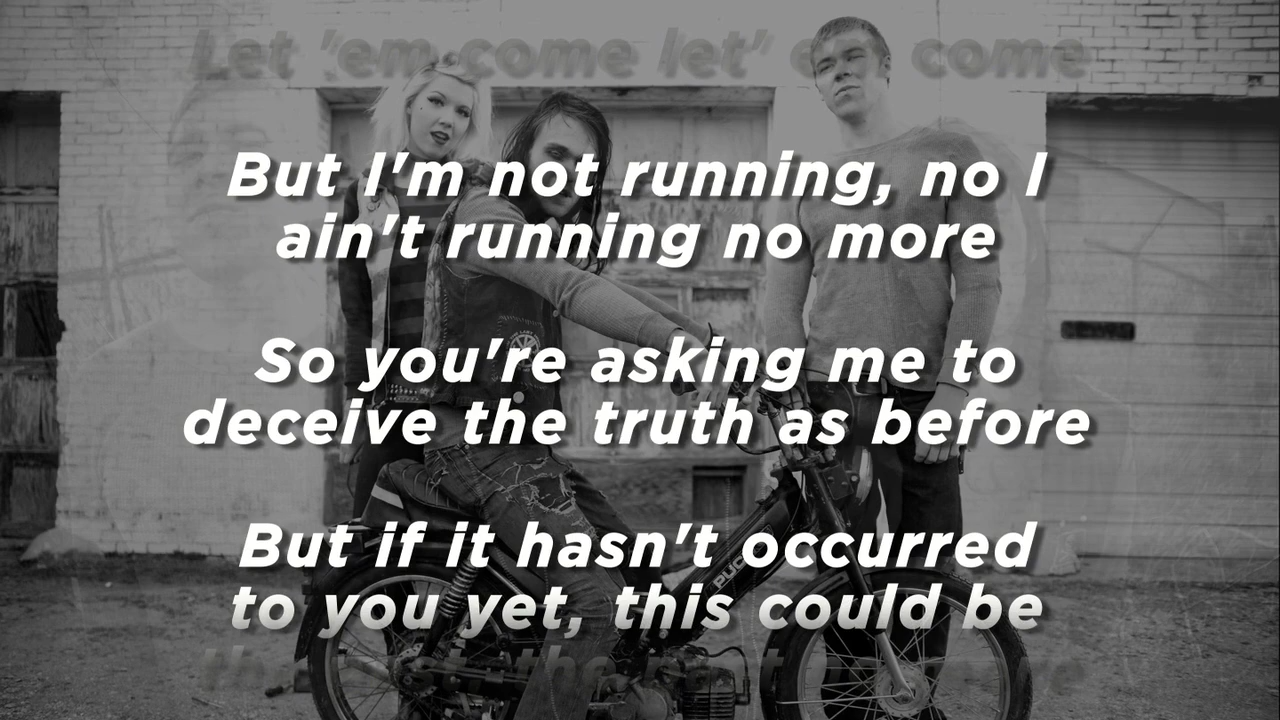 Let 'em come let' em come
But I'm not running, no I
ain't running no more
So you're asking me to
deceive the truth as before
But if it hasn't occurred
to you yet, this could be
PUCH